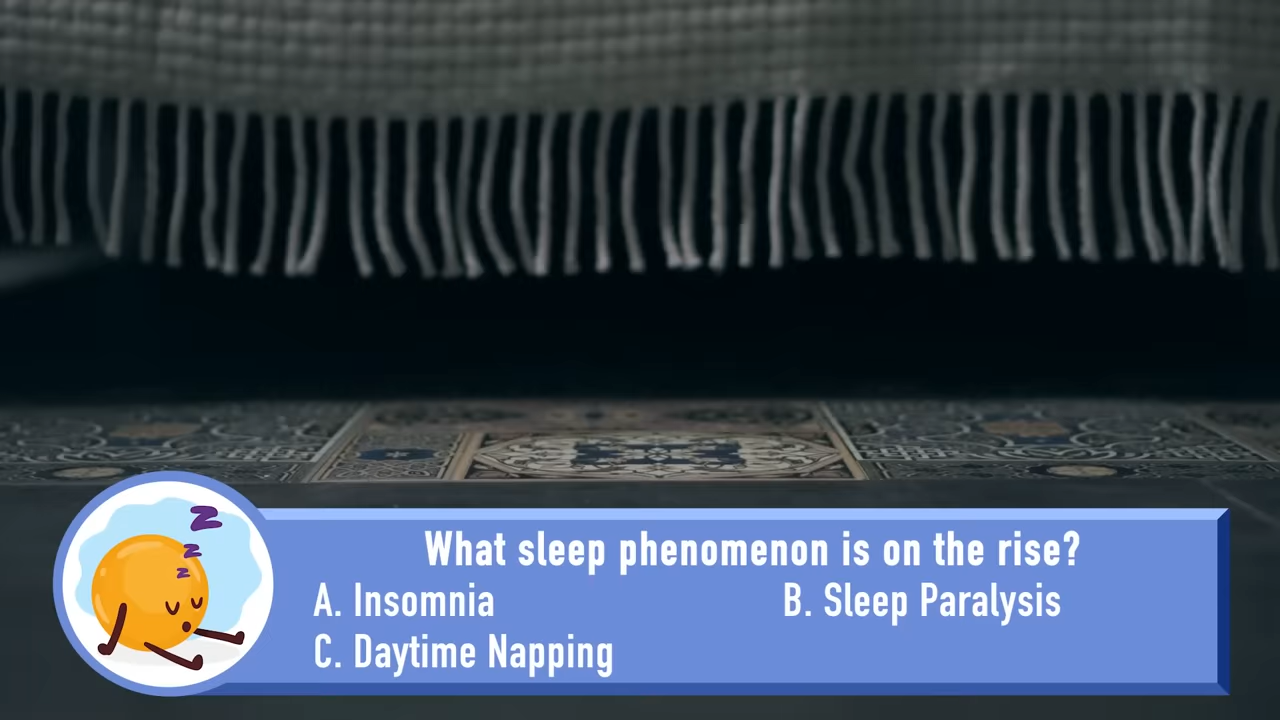 Z
Z
Z
What sleep phenomenon is on the rise?
A. Insomnia
B. Sleep Paralysis
C. Daytime Napping